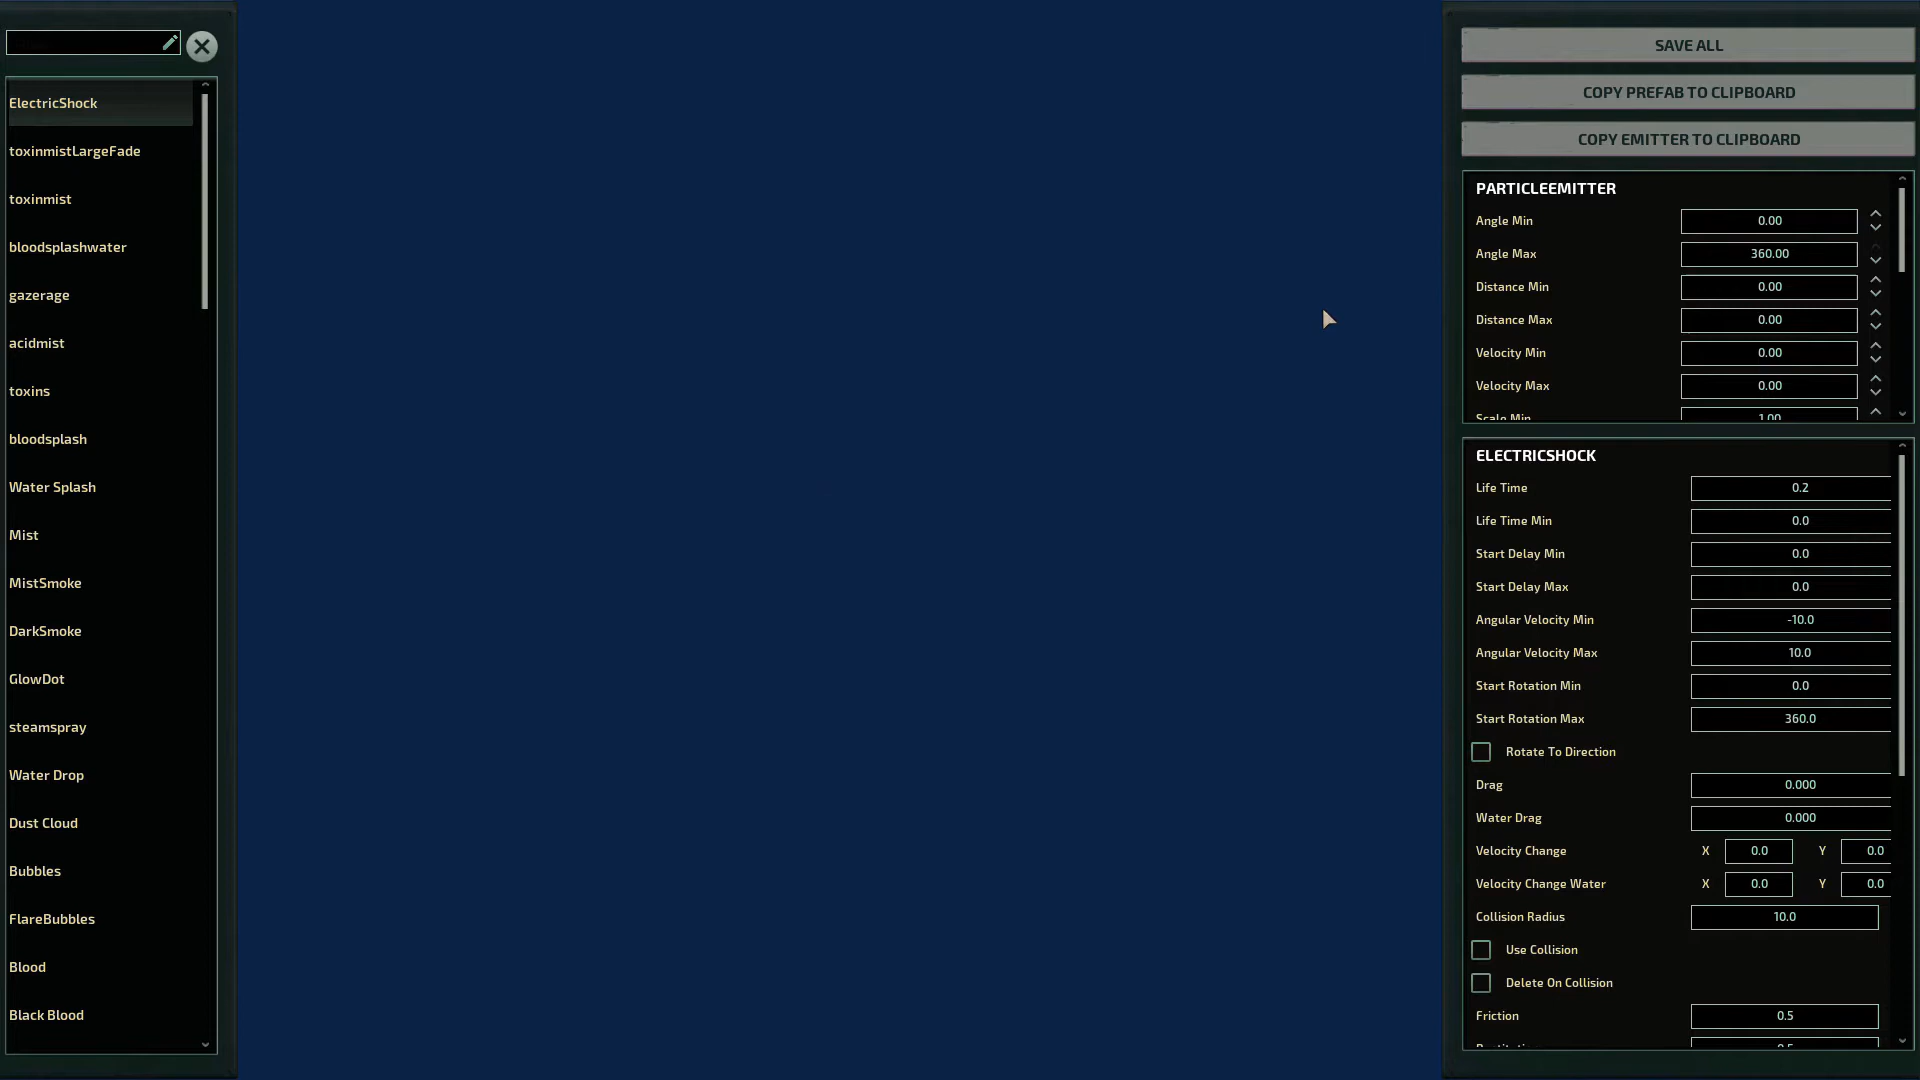 ElectricShock
toxinmistLargeFade
toxinmist
bloodsplashwater
gazerage
acidmist
toxins
bloodsplash
Water Splash
Mist
MistSmoke
DarkSmoke
GlowDot
steamspray
Water Drop
Dust Cloud
Bubbles
FlareBubbles
Blood
Black Blood
SAVE ALL
COPY PREFAB TO CLIPBOARD
COPY EMITTER TO CLIPBOARD
PARTICLEEMITTER
Angle Min 0.00
Angle Max 360.00
Distance Min 0.00
Distance Max 0.00
Velocity Min 0.00
Velocity Max 0.00
Scale Min 1.00
ELECTRICSHOCK
Life Time 0.2
Life Time Min 0.0
Start Delay Min 0.0
Start Delay Max 0.0
Angular Velocity Min -10.0
Angular Velocity Max 10.0
Start Rotation Min 0.0
Start Rotation Max 360.0
Rotate To Direction
Drag 0.000
Water Drag 0.000
Velocity Change X 0.0 Y 0.0
Velocity Change Water X 0.0 Y 0.0
Collision Radius 10.0
Use Collision
Delete On Collision
Friction 0.5